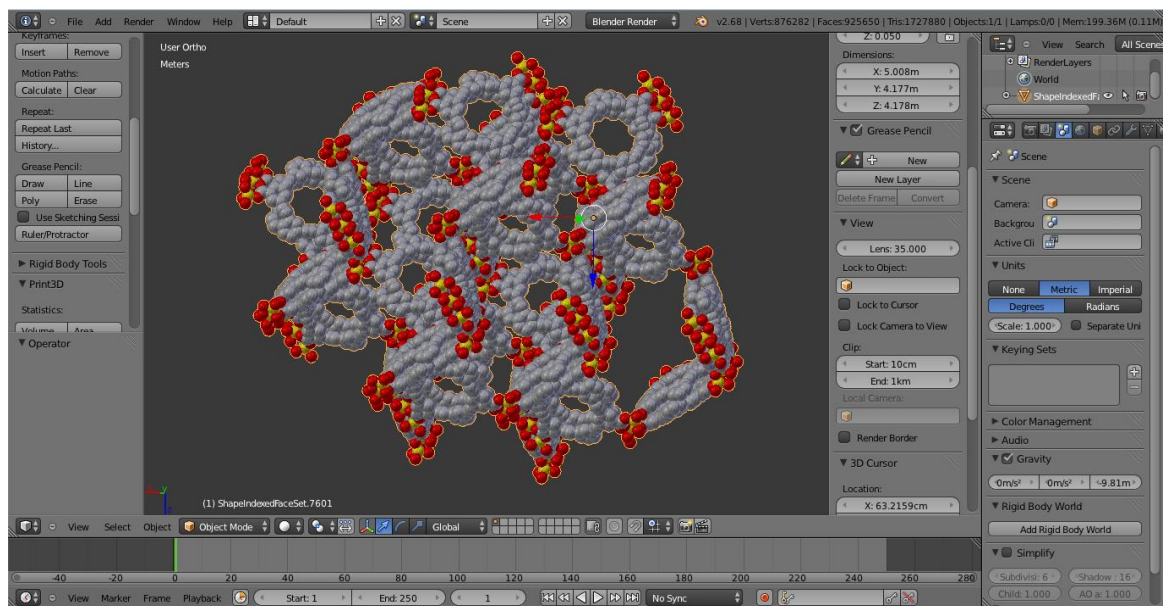 File Add Render Window Help Default Scene Blender Render v2.68 | Verts:876282 | Faces:925650 | Tris:1727880 | Objects:1/1 | Lamps:0/0 | Mem:199.36M (0.11M)
Keyframes:
Insert Remove
Motion Paths:
Calculate Clear
Repeat:
Repeat Last
History...
Grease Pencil:
Draw Line
Poly Erase
Use Sketching Sessi
Ruler/Protractor
Rigid Body Tools
Print3D
Statistics:
Volume Area
Operator
User Ortho
Meters
(1) ShapeIndexedFaceSet.7601
Z: 0.050
Dimensions:
X: 5.008m
Y: 4.177m
Z: 4.178m
Grease Pencil
New
New Layer
Delete Frame Convert
View
Lens: 35.000
Lock to Object:
Lock to Cursor
Lock Camera to View
Clip:
Start: 10cm
End: 1km
Local Camera:
Render Border
3D Cursor
Location:
X: 63.2159cm
View Search All Scenes
RenderLayers
World
ShapeIndexedFa
Scene
Scene
Camera:
Backgrou
Active Cli
Units
None Metric Imperial
Degrees Radians
Scale: 1.000 Separate Uni
Keying Sets
Color Management
Audio
Gravity
0m/s² 0m/s² -9.81m
Rigid Body World
Add Rigid Body World
Simplify
Subdivisi: 6 Shadow : 16
Child: 1.000 AO a: 1.000
View Select Object Object Mode Global
-40 -20 0 20 40 60 80 100 120 140 160 180 200 220 240 260 280
View Marker Frame Playback Start: 1 End: 250 1 No Sync